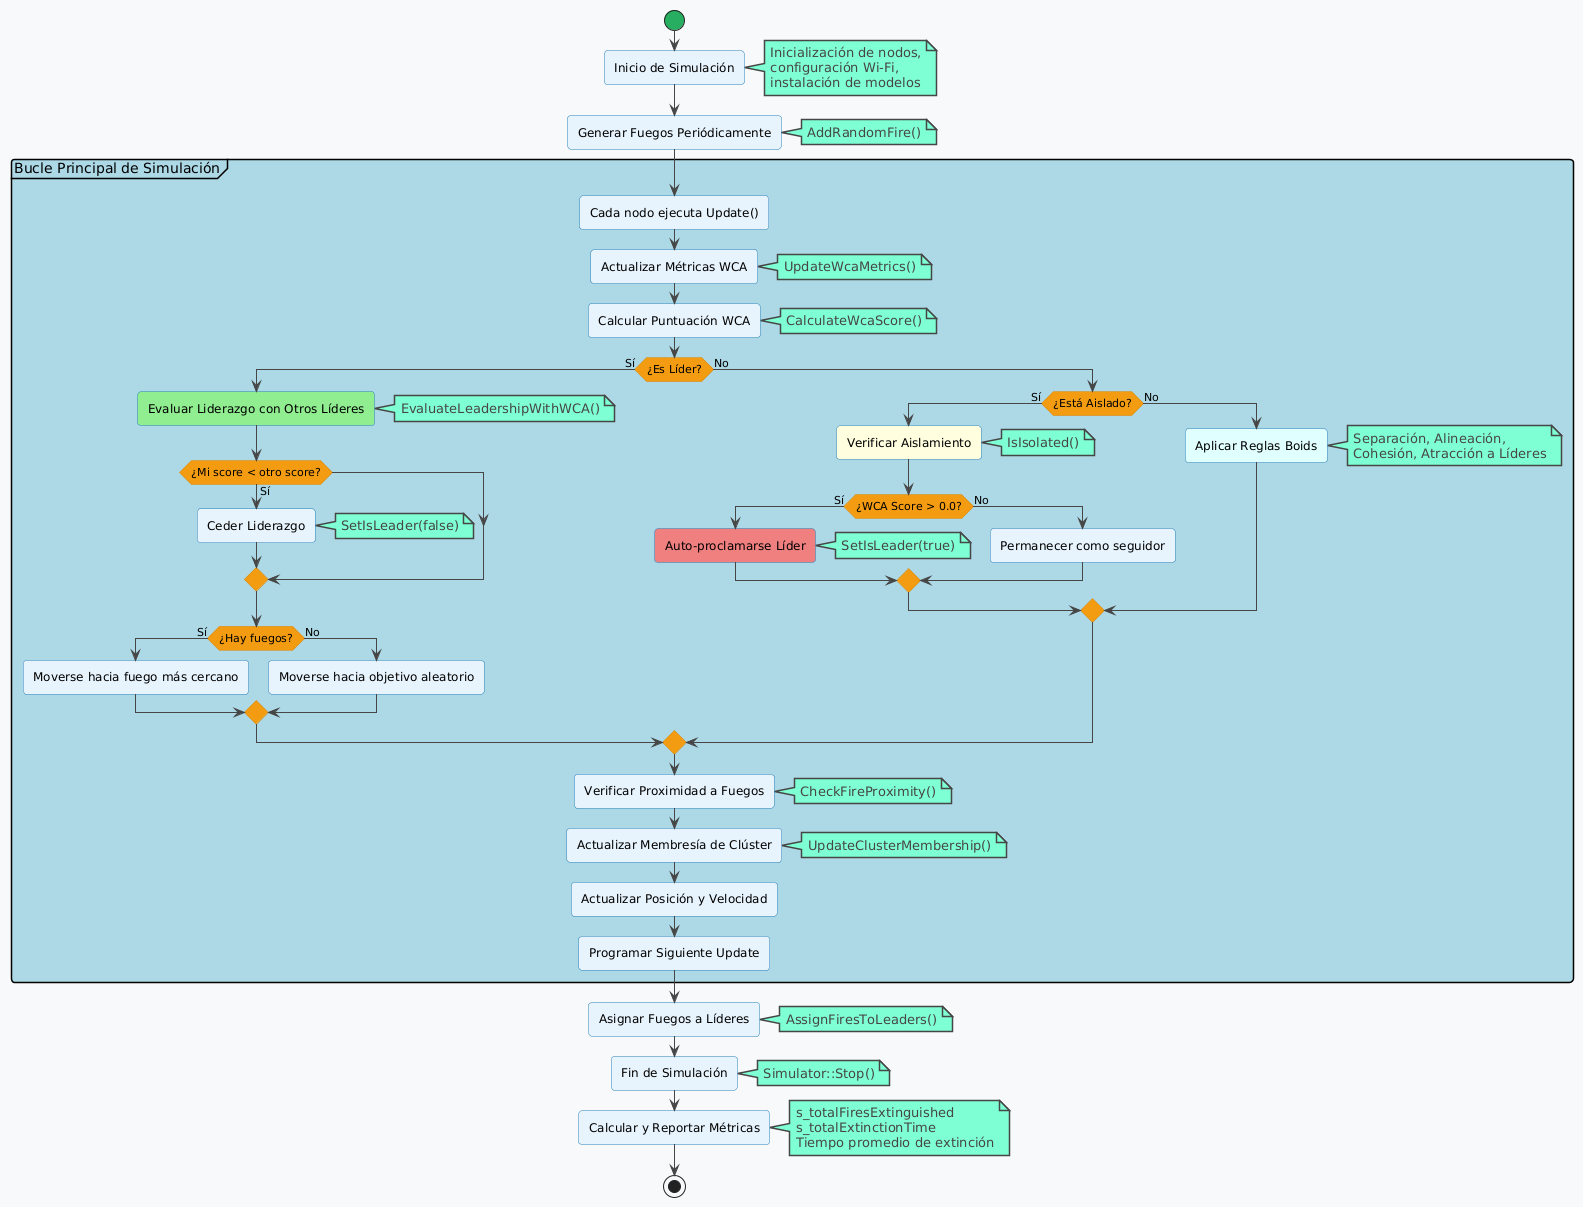 Inicio de Simulación
Inicialización de nodos,
configuración Wi-Fi,
instalación de modelos
Generar Fuegos Periódicamente
AddRandomFire()
Bucle Principal de Simulación
Cada nodo ejecuta Update()
Actualizar Métricas WCA
UpdateWcaMetrics()
Calcular Puntuación WCA
CalculateWcaScore()
Sí
¿Es Líder?
No
Evaluar Liderazgo con Otros Líderes
EvaluateLeadershipWithWCA()
¿Mi score < otro score?
Sí
Ceder Liderazgo
SetIsLeader(false)
Sí
¿Hay fuegos?
No
Moverse hacia fuego más cercano
Moverse hacia objetivo aleatorio
Sí
¿Está Aislado?
No
Verificar Aislamiento
IsIsolated()
Sí
¿WCA Score > 0.0?
No
Auto-proclamarse Líder
SetIsLeader(true)
Permanecer como seguidor
Aplicar Reglas Boids
Separación, Alineación,
Cohesión, Atracción a Líderes
Verificar Proximidad a Fuegos
CheckFireProximity()
Actualizar Membresía de Clúster
UpdateClusterMembership()
Actualizar Posición y Velocidad
Programar Siguiente Update
Asignar Fuegos a Líderes
AssignFiresToLeaders()
Fin de Simulación
Simulator::Stop()
Calcular y Reportar Métricas
s_totalFiresExtinguished
s_totalExtinctionTime
Tiempo promedio de extinción